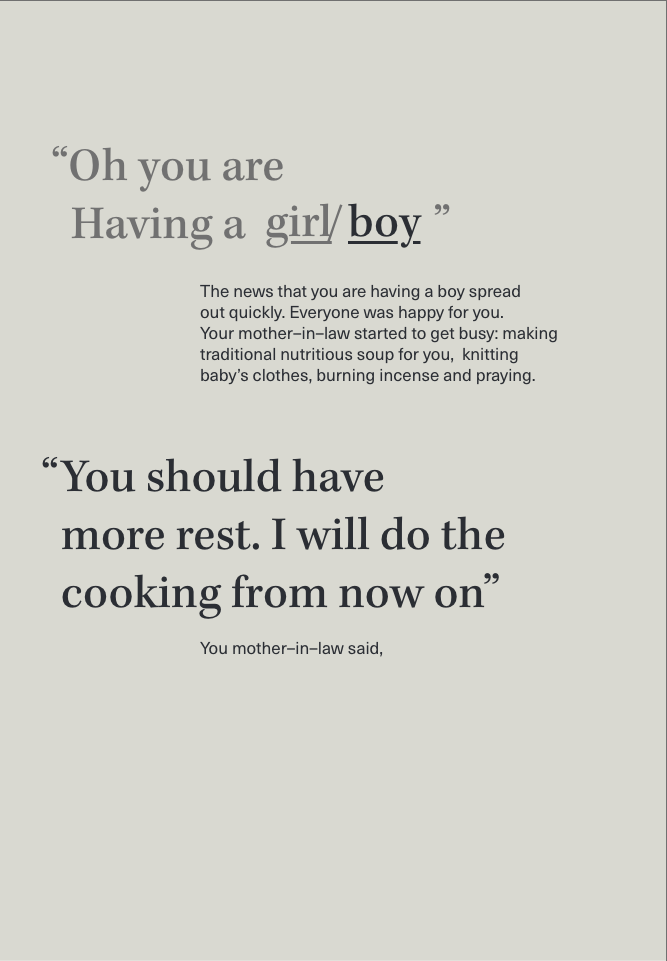 “Oh you are
Having a girl/ boy ”
The news that you are having a boy spread
out quickly. Everyone was happy for you.
Your mother–in–law started to get busy: making
traditional nutritious soup for you,  knitting
baby’s clothes, burning incense and praying.
“You should have
more rest. I will do the
cooking from now on”
You mother–in–law said,